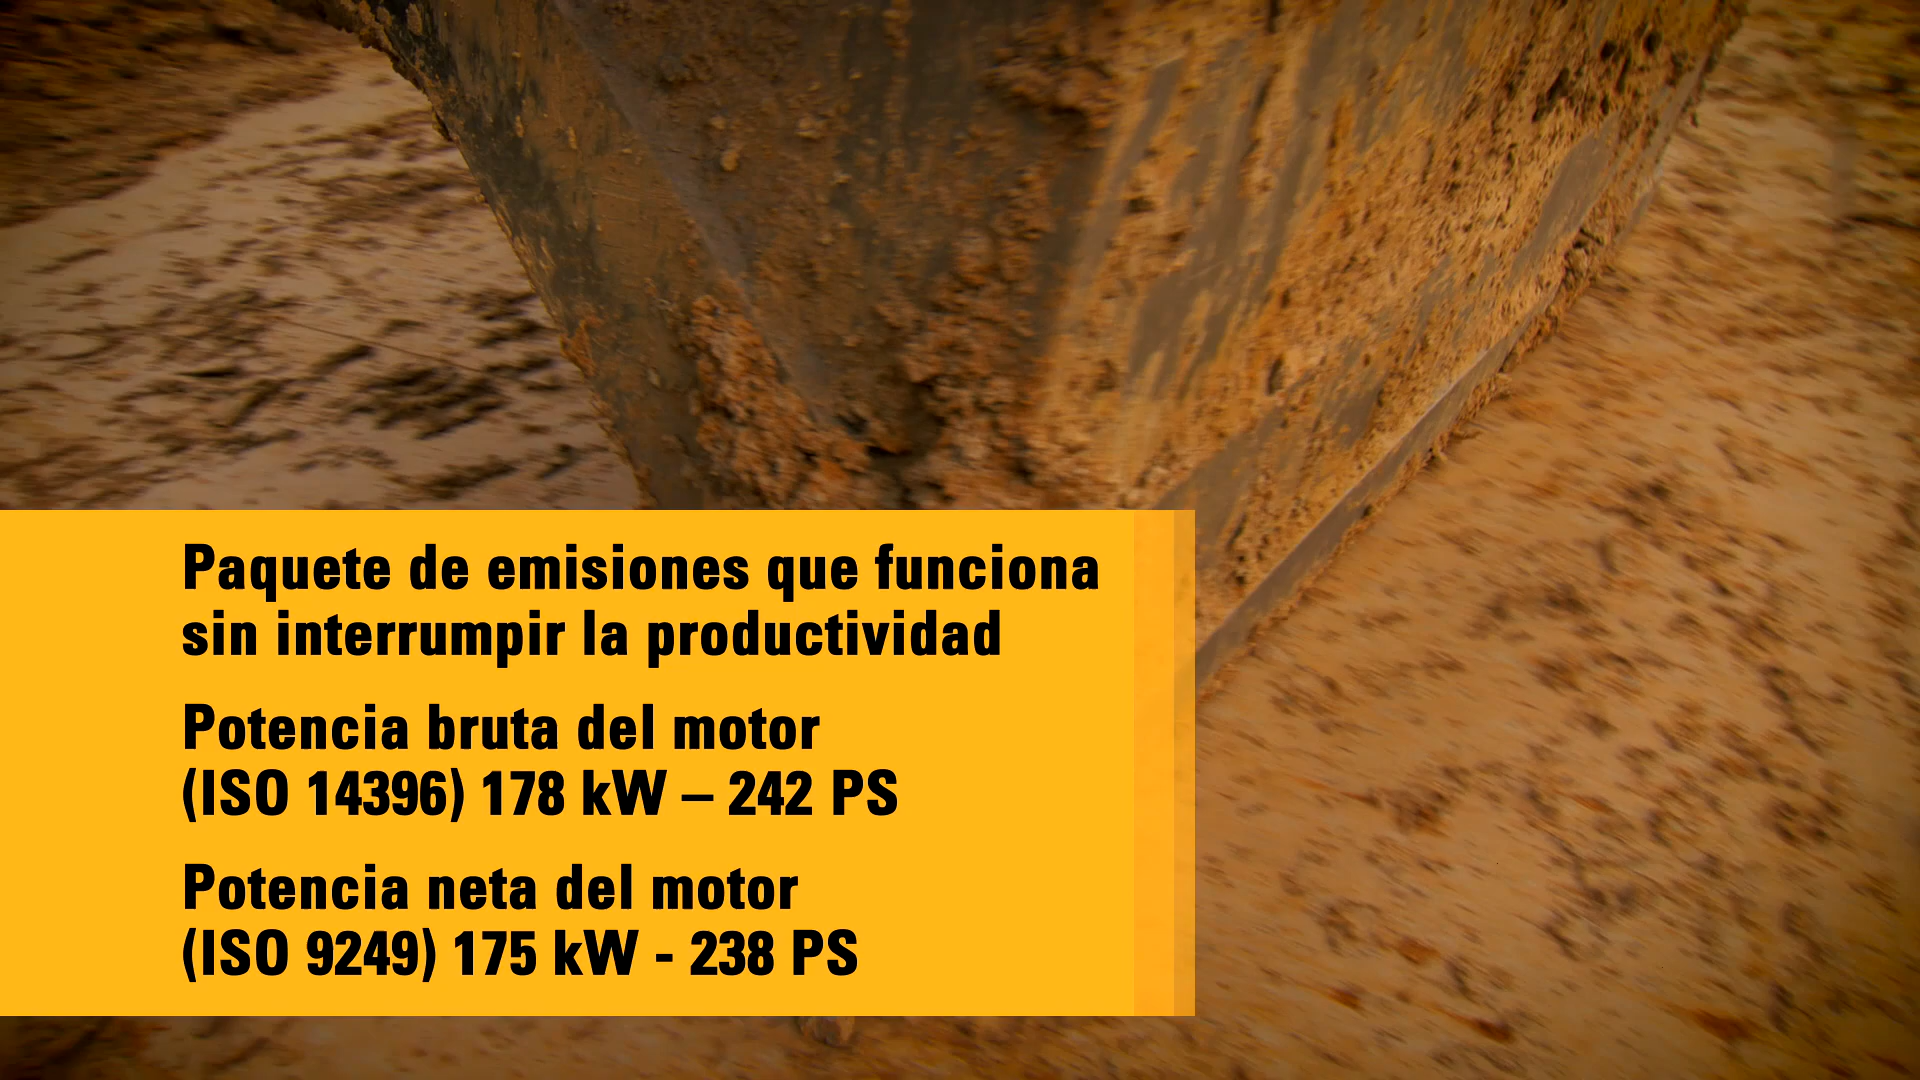 Paquete de emisiones que funciona
sin interrumpir la productividad
Potencia bruta del motor
(ISO 14396) 178 kW – 242 PS
Potencia neta del motor
(ISO 9249) 175 kW - 238 PS